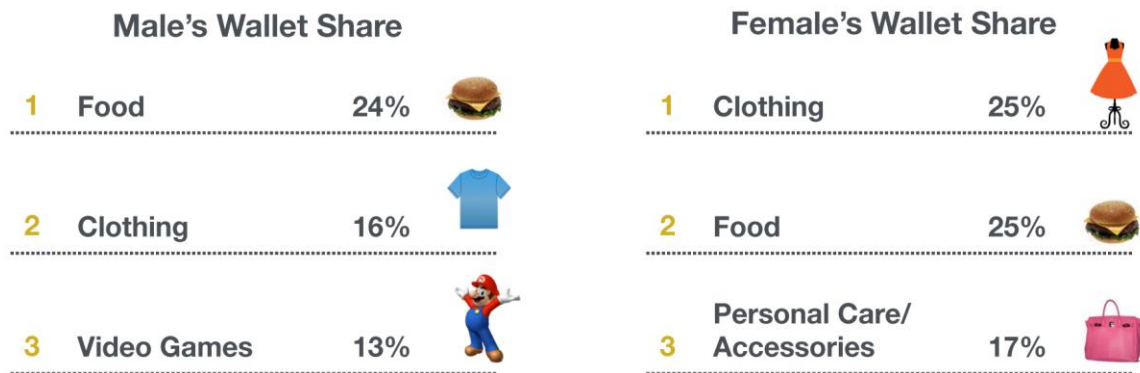 Male's Wallet Share
1 Food 24%
2 Clothing 16%
3 Video Games 13%
Female's Wallet Share
1 Clothing 25%
2 Food 25%
Personal Care/
3 Accessories 17%